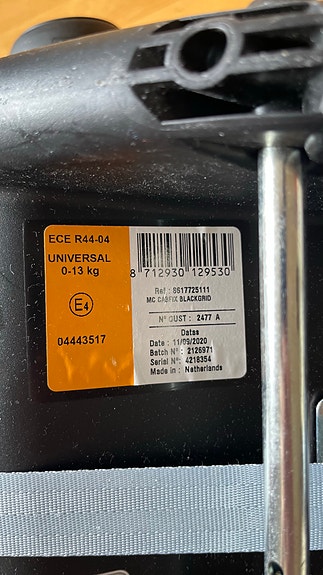 ECE R44-04
UNIVERSAL
0-13 kg
E4
04443517
8 712930 129530
Ref.: 8617725111
MC CABFIX BLACKGRID
N° CUST : 2477 A
Datas
Date : 11/09/2020
Batch N° : 2126971
Serial N°: 4218354
Made in : Netherlands